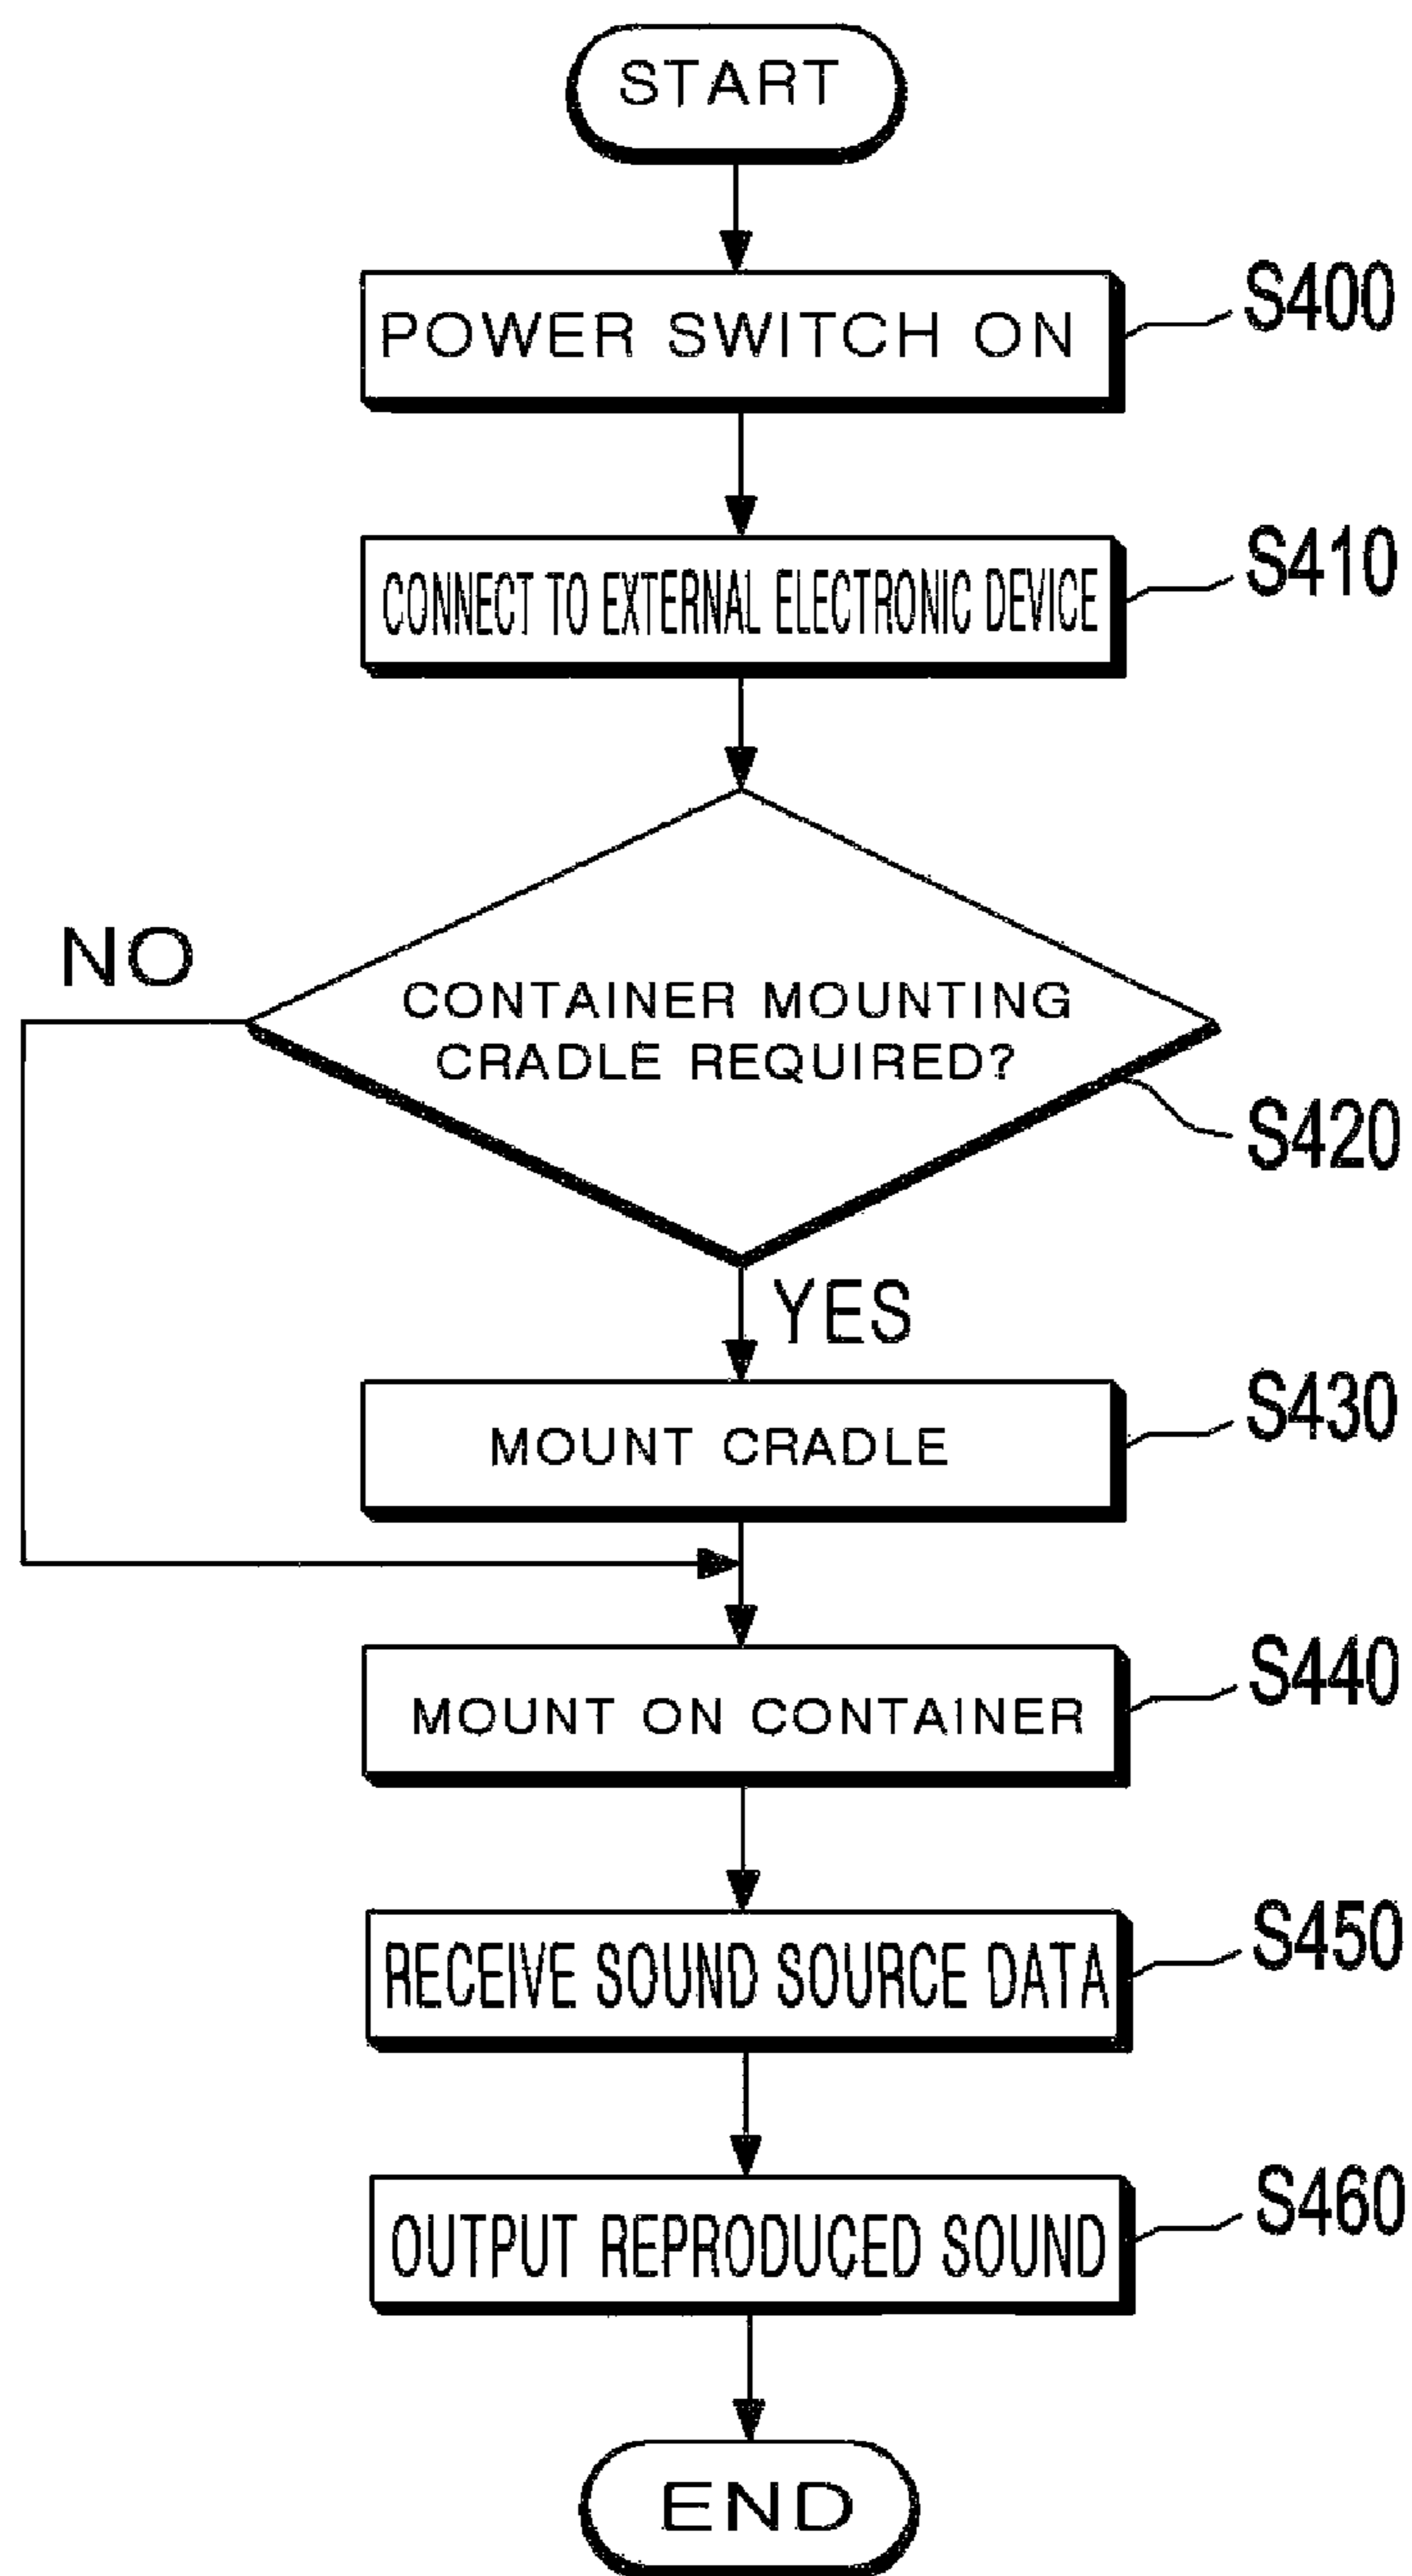 START
POWER SWITCH ON
S400
CONNECT TO EXTERNAL ELECTRONIC DEVICE
S410
NO
CONTAINER MOUNTING
CRADLE REQUIRED?
S420
YES
MOUNT CRADLE
S430
MOUNT ON CONTAINER
S440
RECEIVE SOUND SOURCE DATA
S450
OUTPUT REPRODUCED SOUND
S460
END